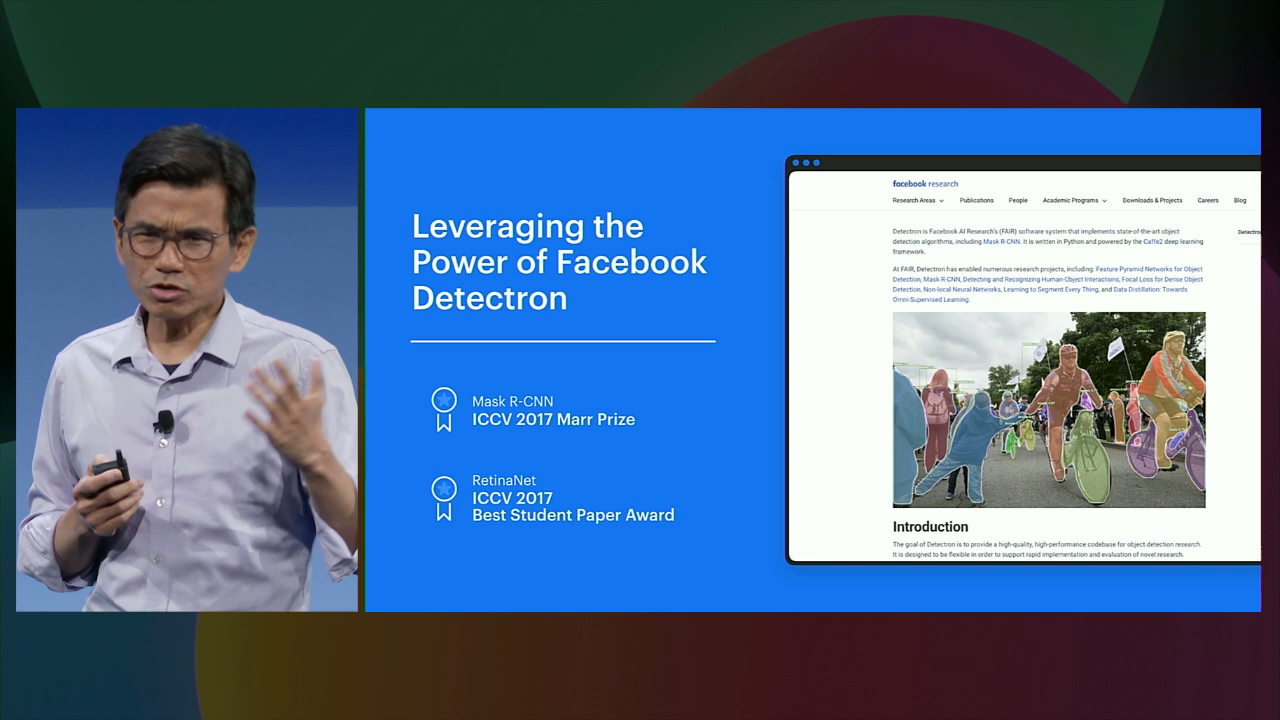 Leveraging the
Power of Facebook
Detectron
Mask R-CNN
ICCV 2017 Marr Prize
RetinaNet
ICCV 2017
Best Student Paper Award
facebook research
Research Areas
Publications
People
Academic Programs
Downloads & Projects
Careers
Blog
Detectron is Facebook AI Research's (FAIR) software system that implements state-of-the-art object
detection algorithms, including Mask R-CNN. It is written in Python and powered by the Caffe2 deep learning
framework.
At FAIR, Detectron has enabled numerous research projects, including: Feature Pyramid Networks for Object
Detection, Mask R-CNN, Detecting and Recognizing Human-Object Interactions, Focal Loss for Dense Object
Detection, Non-local Neural Networks, Learning to Segment Every Thing, and Data Distillation: Towards
Omni-Supervised Learning.
Introduction
The goal of Detectron is to provide a high-quality, high-performance codebase for object detection research.
It is designed to be flexible in order to support rapid implementation and evaluation of novel research.